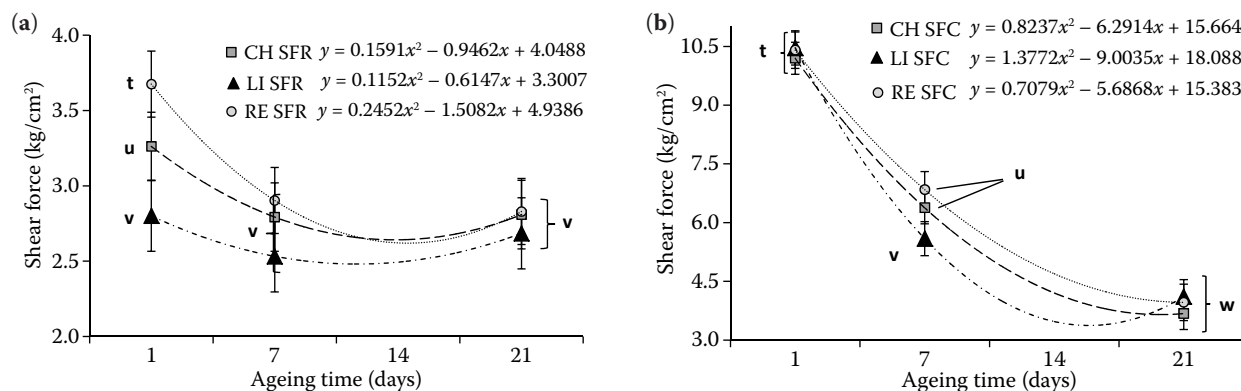 (a)
4.0
3.5
3.0
2.5
2.0
Shear force (kg/cm²)
CH SFR y = 0.1591x² – 0.9462x + 4.0488
LI SFR y = 0.1152x² – 0.6147x + 3.3007
RE SFR y = 0.2452x² – 1.5082x + 4.9386
t
u
v
v
v
1 7 14 21
Ageing time (days)
(b)
10.5
9.0
7.5
6.0
4.5
3.0
Shear force (kg/cm²)
CH SFC y = 0.8237x² – 6.2914x + 15.664
LI SFC y = 1.3772x² – 9.0035x + 18.088
RE SFC y = 0.7079x² – 5.6868x + 15.383
t
u
v
w
1 7 14 21
Ageing time (days)